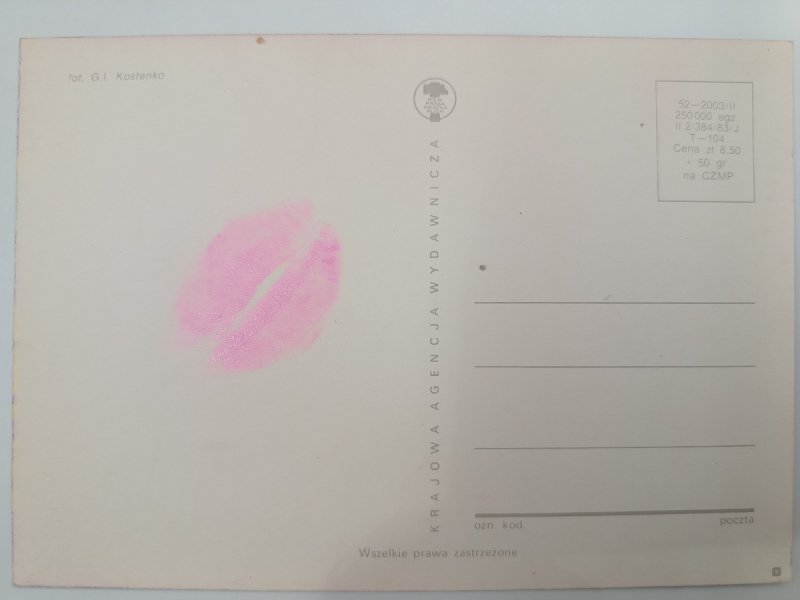 fot. G.I. Kostenko
52—2003/II
250 000 egz.
II 2/384/83/J
T—104
Cena zł 8,50
+ 50 gr
na CZMP
KRAJOWA AGENCJA WYDAWNICZA
ozn. kod.
poczta
Wszelkie prawa zastrzeżone